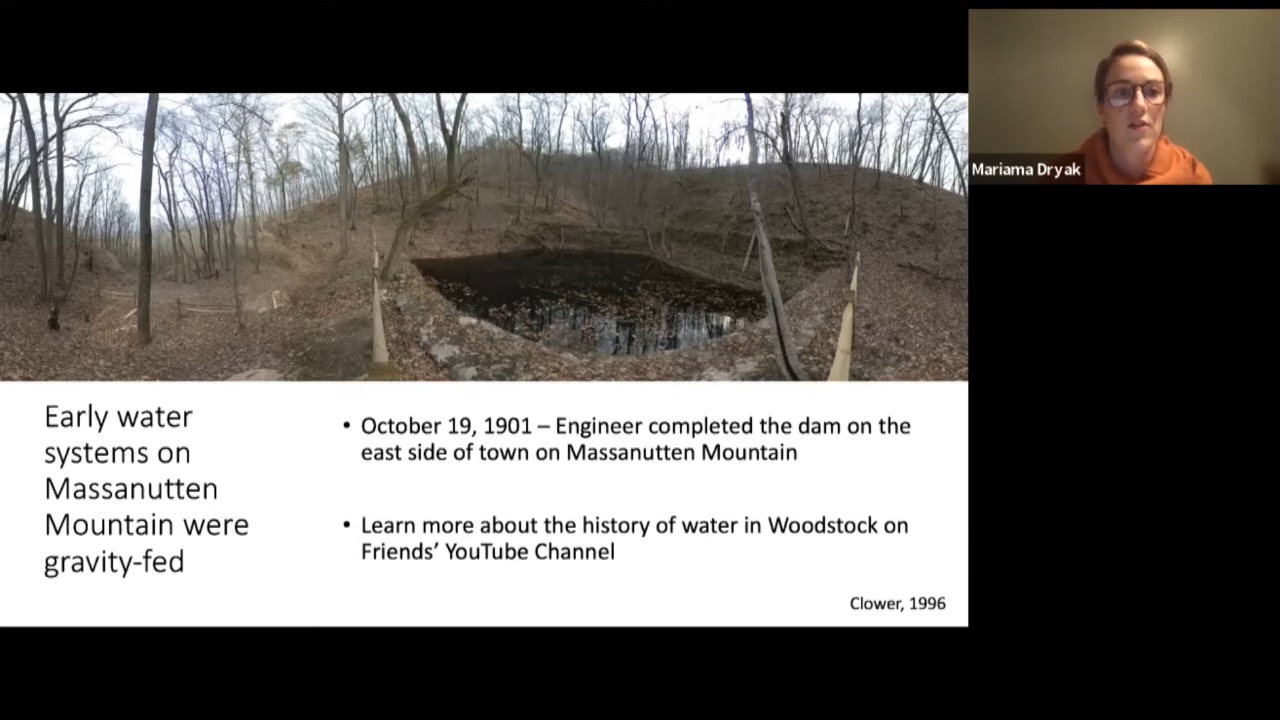 Mariama Dryak
Early water
systems on
Massanutten
Mountain were
gravity-fed
• October 19, 1901 – Engineer completed the dam on the
east side of town on Massanutten Mountain
• Learn more about the history of water in Woodstock on
Friends’ YouTube Channel
Clower, 1996